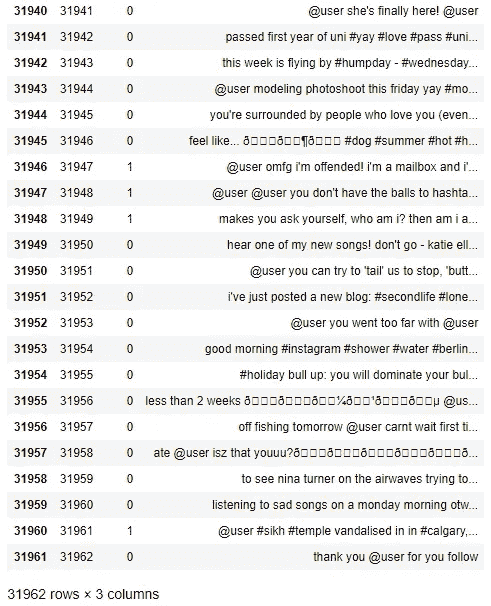 31940 31941 0 @user she's finally here! @user
31941 31942 0 passed first year of uni #yay #love #pass #uni...
31942 31943 0 this week is flying by #humpday - #wednesday...
31943 31944 0 @user modeling photoshoot this friday yay #mo...
31944 31945 0 you're surrounded by people who love you (even...
31945 31946 0 feel like... ð□□□ð□□¶ð□□□ #dog #summer #hot #h...
31946 31947 1 @user omfg i'm offended! i'm a mailbox and i'...
31947 31948 1 @user @user you don't have the balls to hashta...
31948 31949 1 makes you ask yourself, who am i? then am i a...
31949 31950 0 hear one of my new songs! don't go - katie ell...
31950 31951 0 @user you can try to 'tail' us to stop, 'butt...
31951 31952 0 i've just posted a new blog: #secondlife #lone...
31952 31953 0 @user you went too far with @user
31953 31954 0 good morning #instagram #shower #water #berlin...
31954 31955 0 #holiday bull up: you will dominate your bul...
31955 31956 0 less than 2 weeks ð□□□ð□□□ð□□¼ð□□¹ð□□□ð□□µ @us...
31956 31957 0 off fishing tomorrow @user carnt wait first ti...
31957 31958 0 ate @user isz that youuu?ð□□□ð□□□ð□□□ð□□□ð□□□ð□□□ð...
31958 31959 0 to see nina turner on the airwaves trying to...
31959 31960 0 listening to sad songs on a monday morning otw...
31960 31961 1 @user #sikh #temple vandalised in in #calgary,...
31961 31962 0 thank you @user for you follow
31962 rows × 3 columns